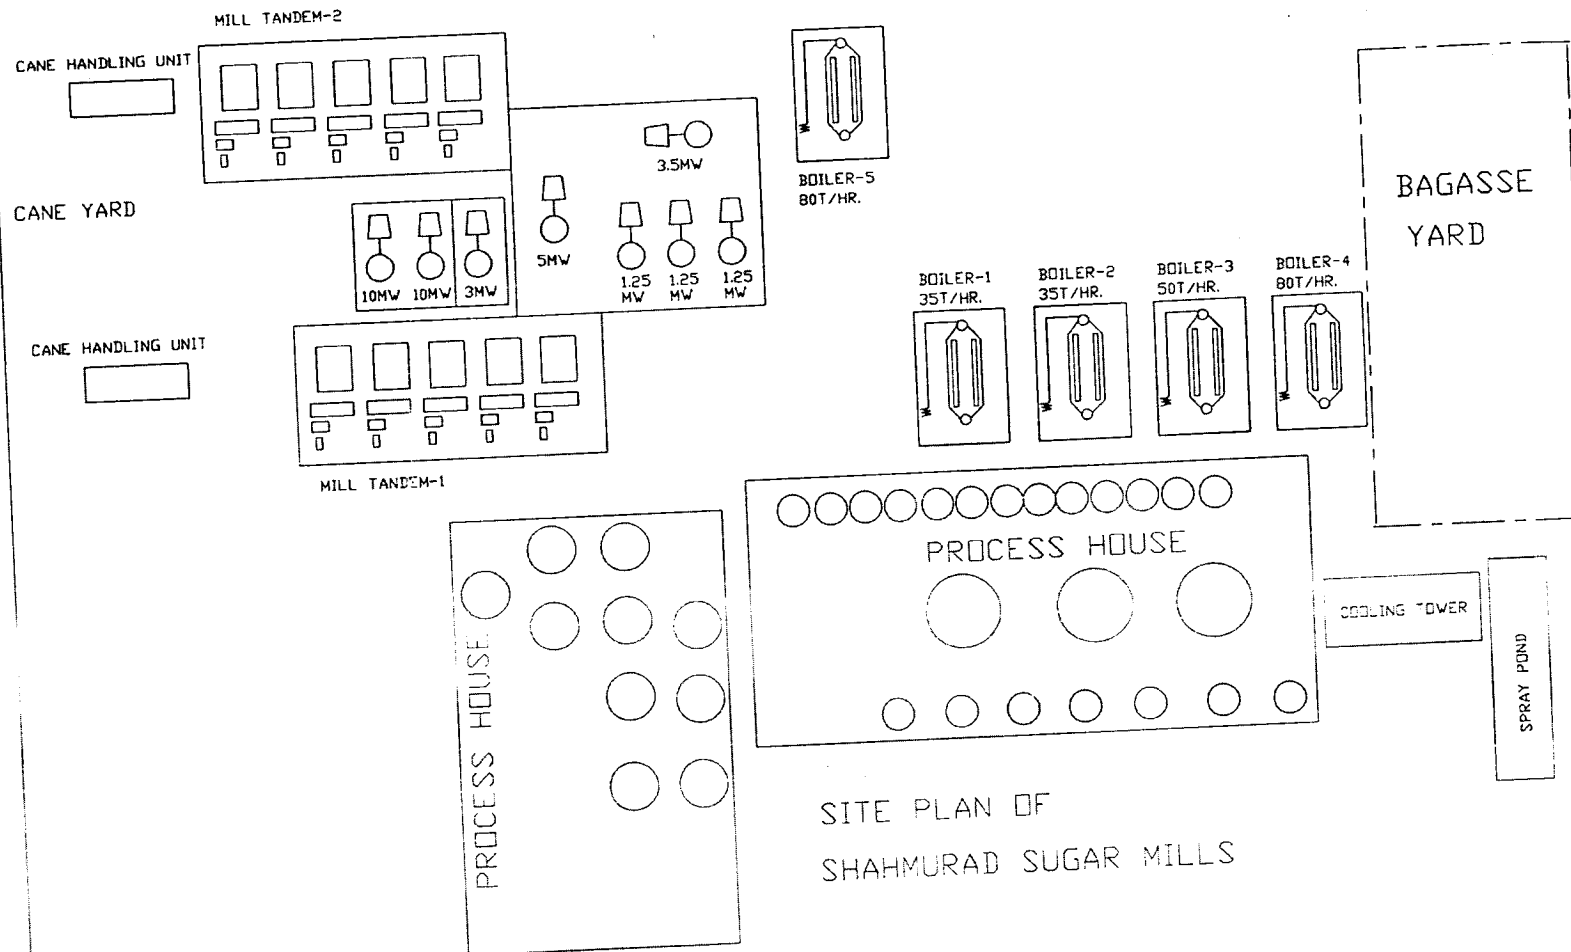 MILL TANDEM-2
CANE HANDLING UNIT
3.5MW
BOILER-5
80T/HR.
BAGASSE
YARD
CANE YARD
5MW
10MW
10MW
3MW
1.25
MW
1.25
MW
1.25
MW
BOILER-1
35T/HR.
BOILER-2
35T/HR.
BOILER-3
50T/HR.
BOILER-4
80T/HR.
CANE HANDLING UNIT
MILL TANDEM-1
PROCESS HOUSE
PROCESS HOUSE
COOLING TOWER
SPRAY POND
SITE PLAN OF
SHAHMURAD SUGAR MILLS